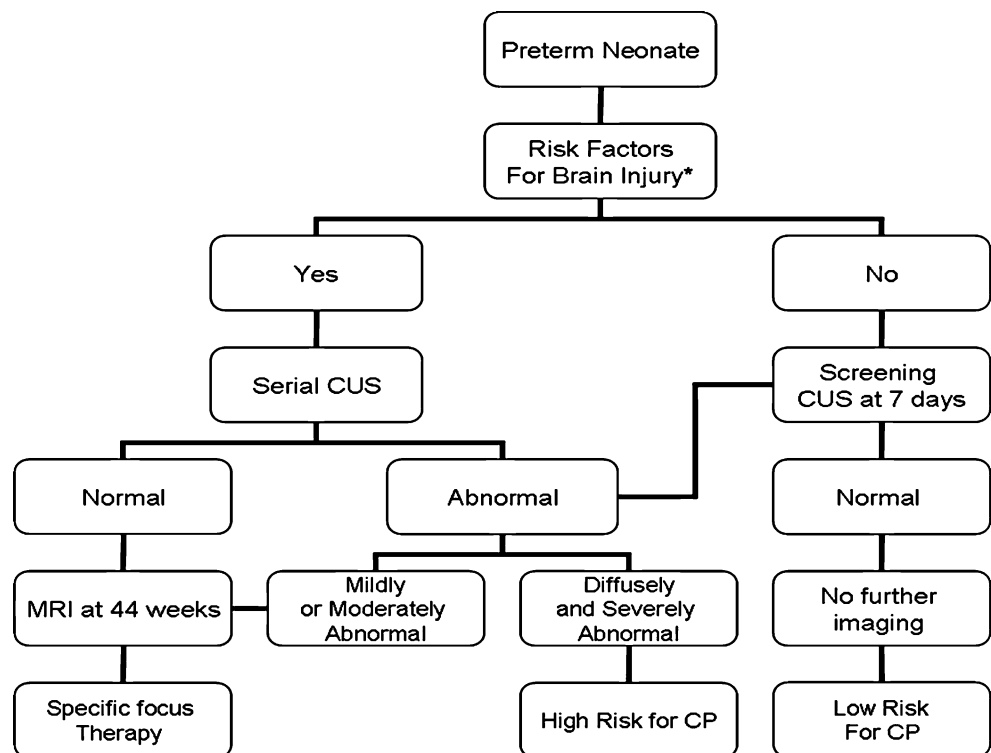 Preterm Neonate
Risk Factors
For Brain Injury*
Yes
No
Serial CUS
Screening
CUS at 7 days
Normal
Abnormal
Normal
MRI at 44 weeks
Mildly
or Moderately
Abnormal
Diffusely
and Severely
Abnormal
No further
imaging
Specific focus
Therapy
High Risk for CP
Low Risk
For CP